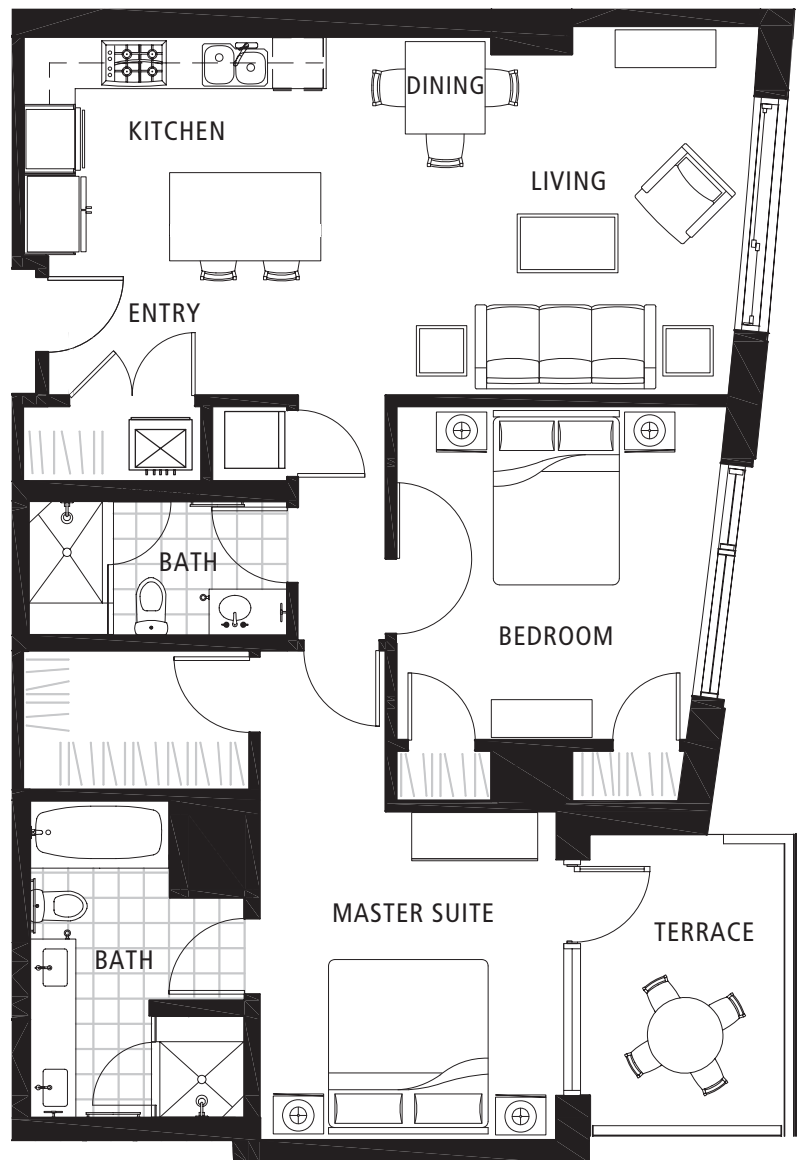 DINING
KITCHEN
LIVING
ENTRY
BATH
BEDROOM
MASTER SUITE
TERRACE
BATH